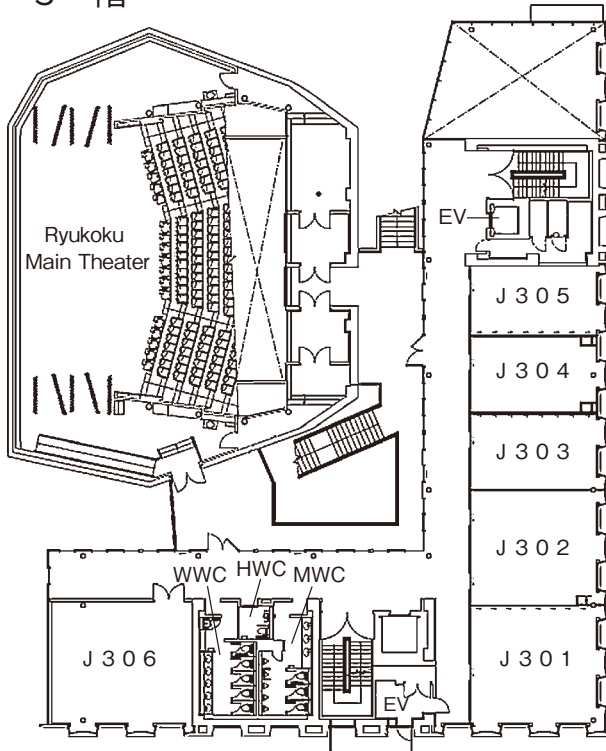 3 階
Ryukoku
Main Theater
EV
J305
J304
J303
J302
J301
WWC
HWC
MWC
J306
EV